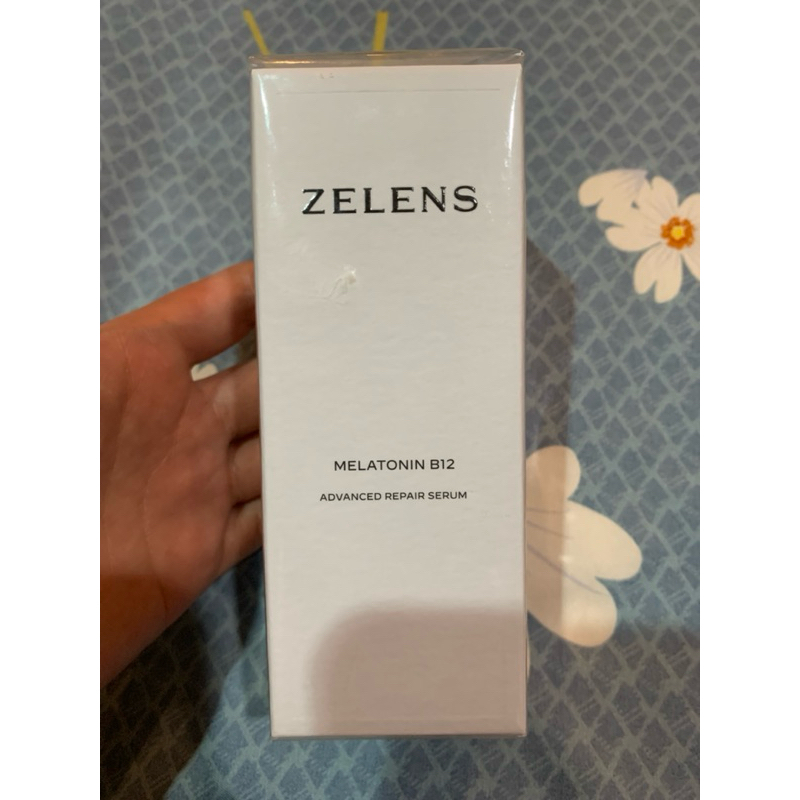 ZELENS
MELATONIN B12
ADVANCED REPAIR SERUM